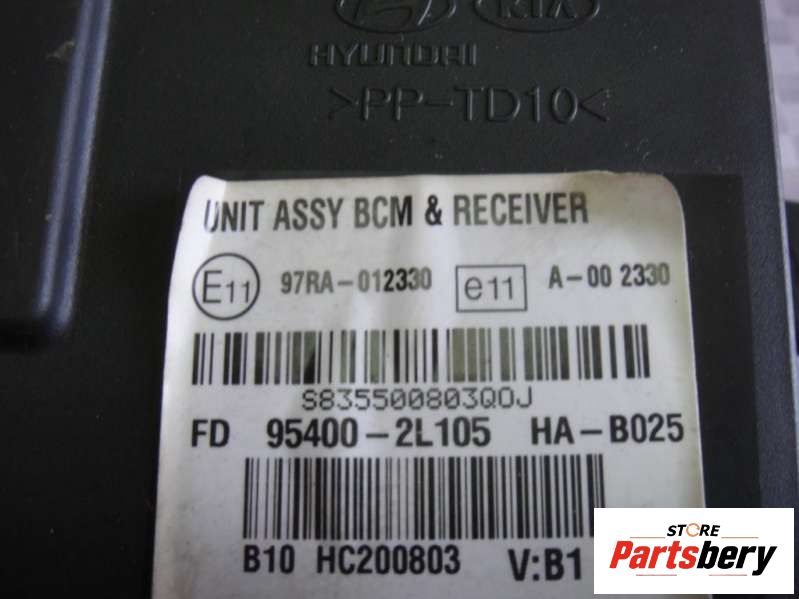 KIA
HYUNDAI
>PP-TD10<
UNIT ASSY BCM & RECEIVER
E11 97RA-012330 e11 A-00 2330
S835500803QOJ
FD 95400-2L105 HA-B025
B10 HC200803 V:B1
STORE
Partsbery